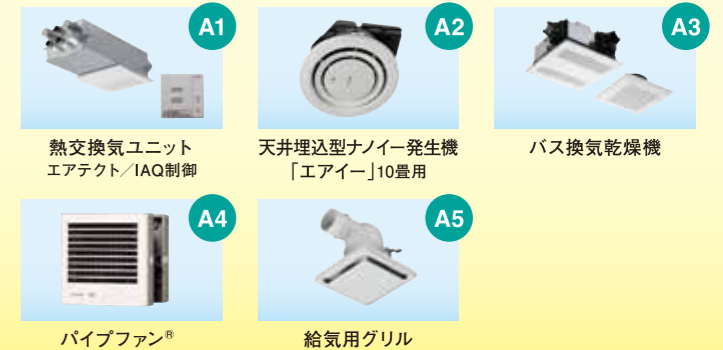 A1
熱交換気ユニット
エアテクト／IAQ制御
A2
天井埋込型ナノイー発生機
「エアイー」10畳用
A3
バス換気乾燥機
A4
パイプファン®
A5
給気用グリル